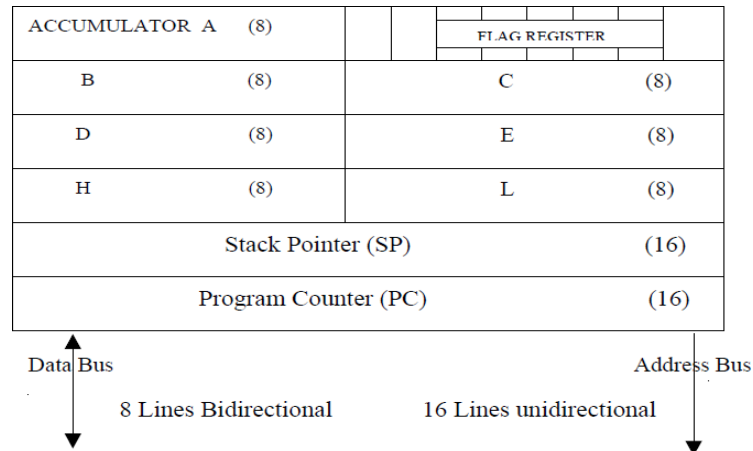 ACCUMULATOR A (8) FLAG REGISTER
B (8) C (8)
D (8) E (8)
H (8) L (8)
Stack Pointer (SP) (16)
Program Counter (PC) (16)
Data Bus Address Bus
8 Lines Bidirectional 16 Lines unidirectional